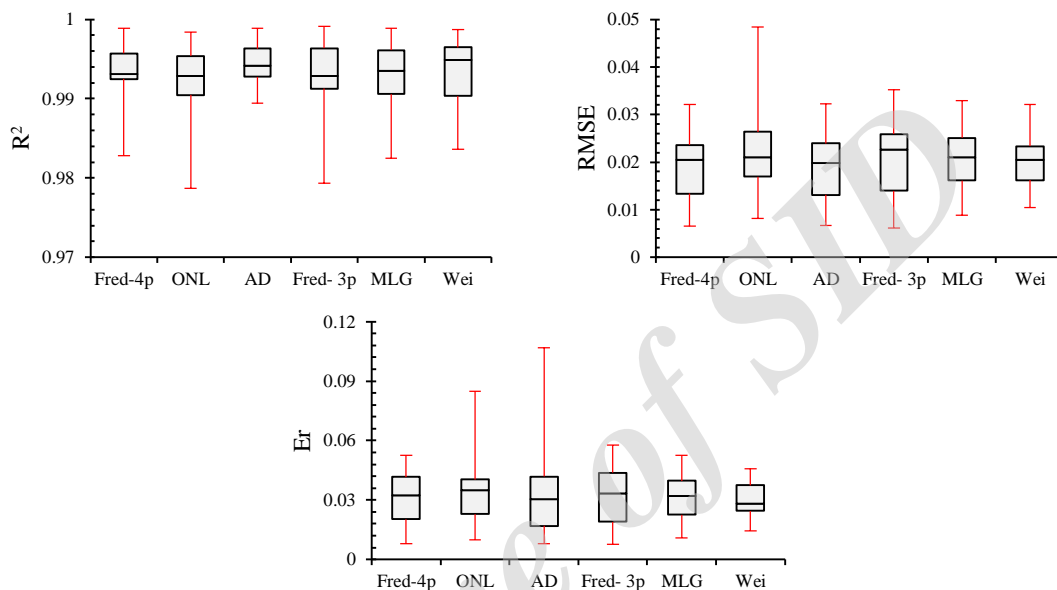 1
0.99
0.98
0.97
R²
Fred-4p ONL AD Fred- 3p MLG Wei
0.05
0.04
0.03
0.02
0.01
0
RMSE
Fred-4p ONL AD Fred- 3p MLG Wei
0.12
0.09
0.06
0.03
0
Er
Fred-4p ONL AD Fred- 3p MLG Wei
e of SID